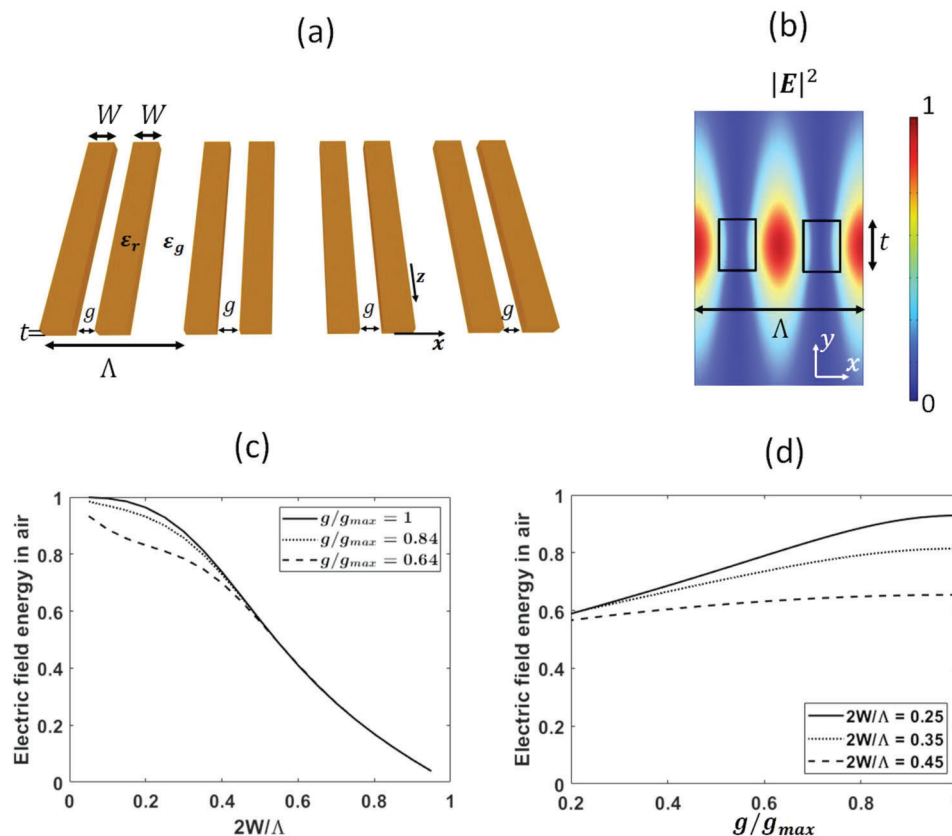 (a)
W W
ε_r ε_g
z
t= g g g g
x
Λ
(b)
|E|²
1
t
Λ
y
x
0
(c)
Electric field energy in air
1
0.8
0.6
0.4
0.2
0
0 0.2 0.4 0.6 0.8 1
2W/Λ
g/g_max = 1
g/g_max = 0.84
g/g_max = 0.64
(d)
Electric field energy in air
1
0.8
0.6
0.4
0.2
0
0.2 0.4 0.6 0.8
g/g_max
2W/Λ = 0.25
2W/Λ = 0.35
2W/Λ = 0.45